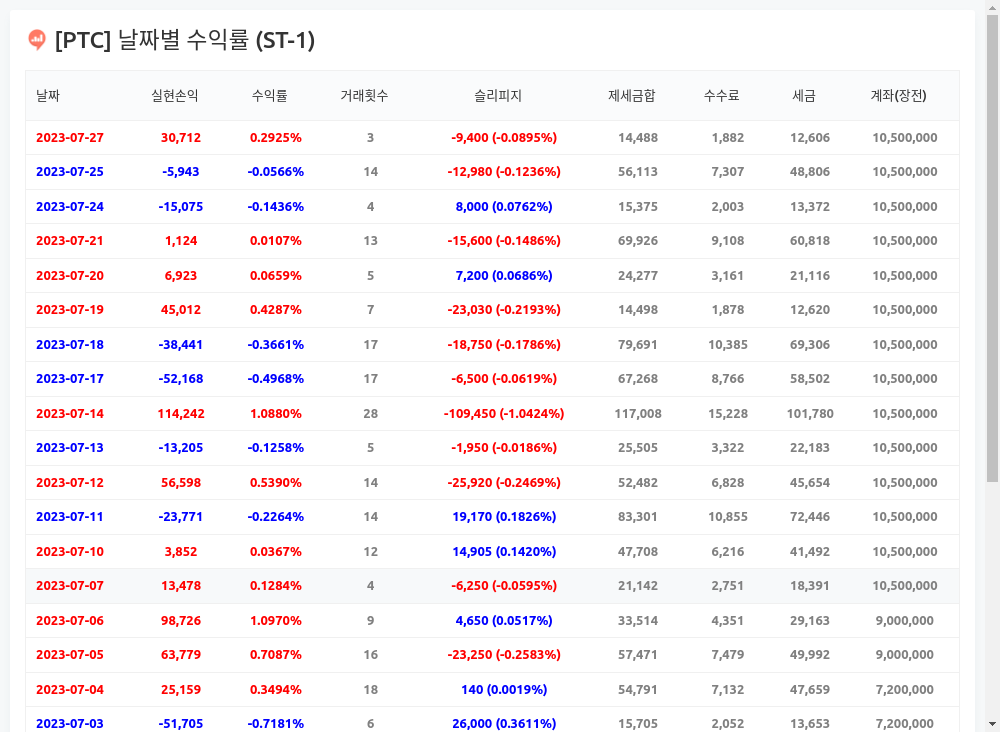 [PTC] 날짜별 수익률 (ST-1)
날짜 실현손익 수익률 거래횟수 슬리피지 제세금합 수수료 세금 계좌(장전)
2023-07-27 30,712 0.2925% 3 -9,400 (-0.0895%) 14,488 1,882 12,606 10,500,000
2023-07-25 -5,943 -0.0566% 14 -12,980 (-0.1236%) 56,113 7,307 48,806 10,500,000
2023-07-24 -15,075 -0.1436% 4 8,000 (0.0762%) 15,375 2,003 13,372 10,500,000
2023-07-21 1,124 0.0107% 13 -15,600 (-0.1486%) 69,926 9,108 60,818 10,500,000
2023-07-20 6,923 0.0659% 5 7,200 (0.0686%) 24,277 3,161 21,116 10,500,000
2023-07-19 45,012 0.4287% 7 -23,030 (-0.2193%) 14,498 1,878 12,620 10,500,000
2023-07-18 -38,441 -0.3661% 17 -18,750 (-0.1786%) 79,691 10,385 69,306 10,500,000
2023-07-17 -52,168 -0.4968% 17 -6,500 (-0.0619%) 67,268 8,766 58,502 10,500,000
2023-07-14 114,242 1.0880% 28 -109,450 (-1.0424%) 117,008 15,228 101,780 10,500,000
2023-07-13 -13,205 -0.1258% 5 -1,950 (-0.0186%) 25,505 3,322 22,183 10,500,000
2023-07-12 56,598 0.5390% 14 -25,920 (-0.2469%) 52,482 6,828 45,654 10,500,000
2023-07-11 -23,771 -0.2264% 14 19,170 (0.1826%) 83,301 10,855 72,446 10,500,000
2023-07-10 3,852 0.0367% 12 14,905 (0.1420%) 47,708 6,216 41,492 10,500,000
2023-07-07 13,478 0.1284% 4 -6,250 (-0.0595%) 21,142 2,751 18,391 10,500,000
2023-07-06 98,726 1.0970% 9 4,650 (0.0517%) 33,514 4,351 29,163 9,000,000
2023-07-05 63,779 0.7087% 16 -23,250 (-0.2583%) 57,471 7,479 49,992 9,000,000
2023-07-04 25,159 0.3494% 18 140 (0.0019%) 54,791 7,132 47,659 7,200,000
2023-07-03 -51,705 -0.7181% 6 26,000 (0.3611%) 15,705 2,052 13,653 7,200,000